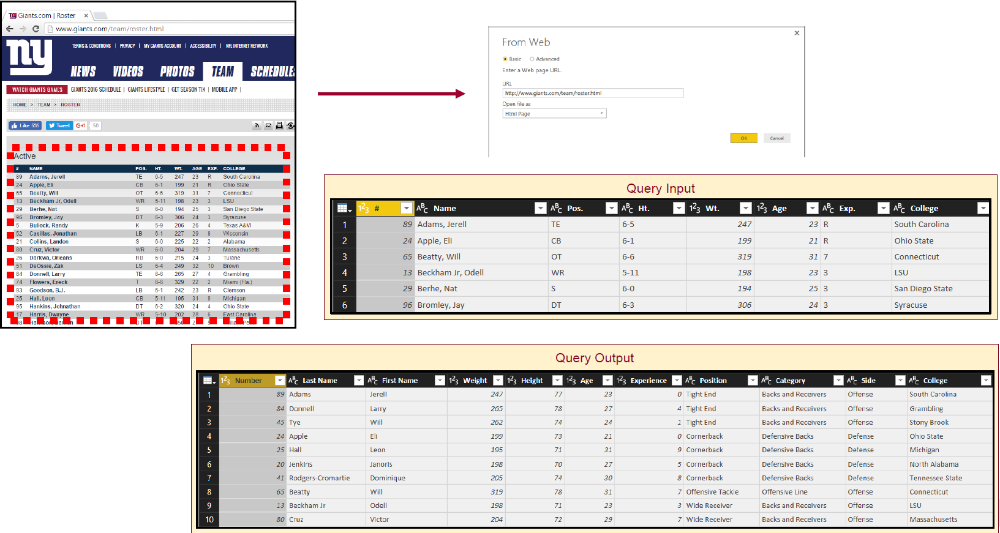 Giants.com | Roster
www.giants.com/team/roster.html
ny
TERMS & CONDITIONS | PRIVACY | MY GIANTS ACCOUNT | ACCESSIBILITY | NFL INTERNET NETWORK
NEWS VIDEOS PHOTOS TEAM SCHEDULE
WATCH GIANTS GAMES GIANTS 2016 SCHEDULE | GIANTS LIFESTYLE | GET SEASON TIX | MOBILE APP |
HOME > TEAM > ROSTER
Like 535 Tweet G+1 50
Active
# NAME POS. HT. WT. AGE EXP. COLLEGE
89 Adams, Jerell TE 6-5 247 23 R South Carolina
24 Apple, Eli CB 6-1 199 21 R Ohio State
65 Beatty, Will OT 6-6 319 31 7 Connecticut
13 Beckham Jr, Odell WR 5-11 198 23 3 LSU
29 Berhe, Nat S 6-0 194 25 3 San Diego State
96 Bromley, Jay DT 6-3 306 24 3 Syracuse
5 Bullock, Randy K 5-9 206 26 4 Texas A&M
52 Casillas, Jonathan LB 6-1 227 29 8 Wisconsin
21 Collins, Landon S 6-0 225 22 2 Alabama
80 Cruz, Victor WR 6-0 204 29 7 Massachusetts
26 Darkwa, Orleans RB 6-0 215 24 3 Tulane
51 DeOssie, Zak LS 6-4 249 32 10 Brown
84 Donnell, Larry TE 6-6 265 27 4 Grambling
74 Flowers, Ereck T 6-6 329 22 2 Miami (Fla.)
93 Goodson, B.J. LB 6-1 242 23 R Clemson
25 Hall, Leon CB 5-11 195 31 9 Michigan
95 Hankins, Johnathan DT 6-2 320 24 4 Ohio State
17 Harris, Dwayne WR 5-10 202 28 6 East Carolina
From Web
Basic Advanced
Enter a Web page URL.
URL
http://www.giants.com/team/roster.html
Open file as
Html Page
OK Cancel
Query Input
# Name Pos. Ht. Wt. Age Exp. College
1 89 Adams, Jerell TE 6-5 247 23 R South Carolina
2 24 Apple, Eli CB 6-1 199 21 R Ohio State
3 65 Beatty, Will OT 6-6 319 31 7 Connecticut
4 13 Beckham Jr, Odell WR 5-11 198 23 3 LSU
5 29 Berhe, Nat S 6-0 194 25 3 San Diego State
6 96 Bromley, Jay DT 6-3 306 24 3 Syracuse
Query Output
Number Last Name First Name Weight Height Age Experience Position Category Side College
1 89 Adams Jerell 247 77 23 0 Tight End Backs and Receivers Offense South Carolina
2 84 Donnell Larry 265 78 27 4 Tight End Backs and Receivers Offense Grambling
3 45 Tye Will 262 74 24 1 Tight End Backs and Receivers Offense Stony Brook
4 24 Apple Eli 199 73 21 0 Cornerback Defensive Backs Defense Ohio State
5 25 Hall Leon 195 71 31 9 Cornerback Defensive Backs Defense Michigan
6 20 Jenkins Janoris 198 70 27 5 Cornerback Defensive Backs Defense North Alabama
7 41 Rodgers-Cromartie Dominique 205 74 30 8 Cornerback Defensive Backs Defense Tennessee State
8 65 Beatty Will 319 78 31 7 Offensive Tackle Offensive Line Offense Connecticut
9 13 Beckham Jr Odell 198 71 23 3 Wide Receiver Backs and Receivers Offense LSU
10 80 Cruz Victor 204 72 29 7 Wide Receiver Backs and Receivers Offense Massachusetts